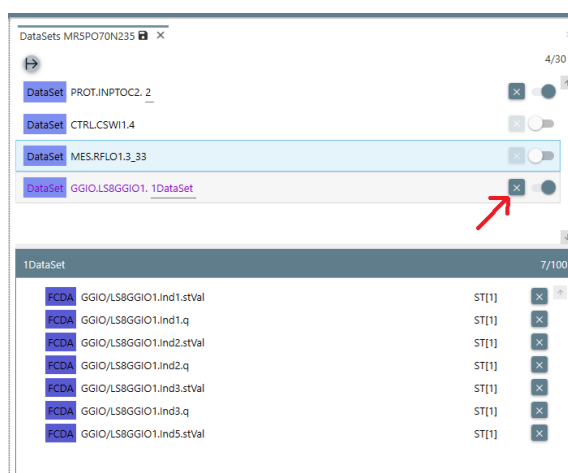 DataSets MR5PO70N235
4/30
DataSet PROT.INPTOC2. 2
DataSet CTRL.CSWI1.4
DataSet MES.RFLO1.3_33
DataSet GGIO.LS8GGIO1. 1DataSet
1DataSet 7/100
FCDA GGIO/LS8GGIO1.Ind1.stVal ST[1]
FCDA GGIO/LS8GGIO1.Ind1.q ST[1]
FCDA GGIO/LS8GGIO1.Ind2.stVal ST[1]
FCDA GGIO/LS8GGIO1.Ind2.q ST[1]
FCDA GGIO/LS8GGIO1.Ind3.stVal ST[1]
FCDA GGIO/LS8GGIO1.Ind3.q ST[1]
FCDA GGIO/LS8GGIO1.Ind5.stVal ST[1]